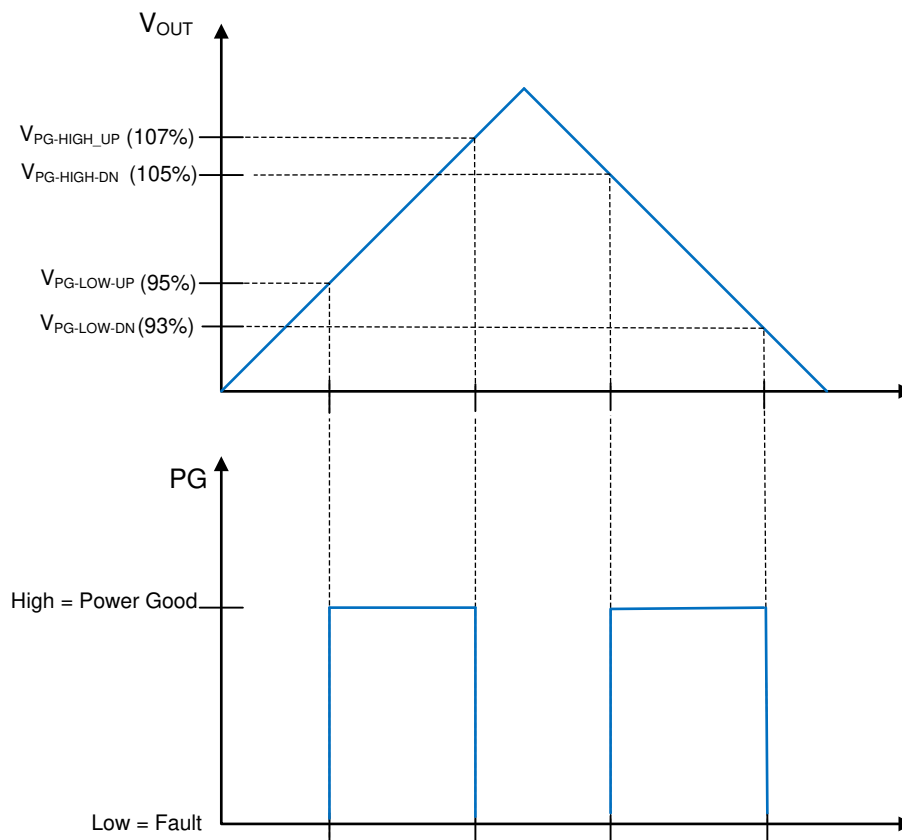 VOUT
VPG-HIGH_UP (107%)
VPG-HIGH-DN (105%)
VPG-LOW-UP (95%)
VPG-LOW-DN (93%)
PG
High = Power Good
Low = Fault